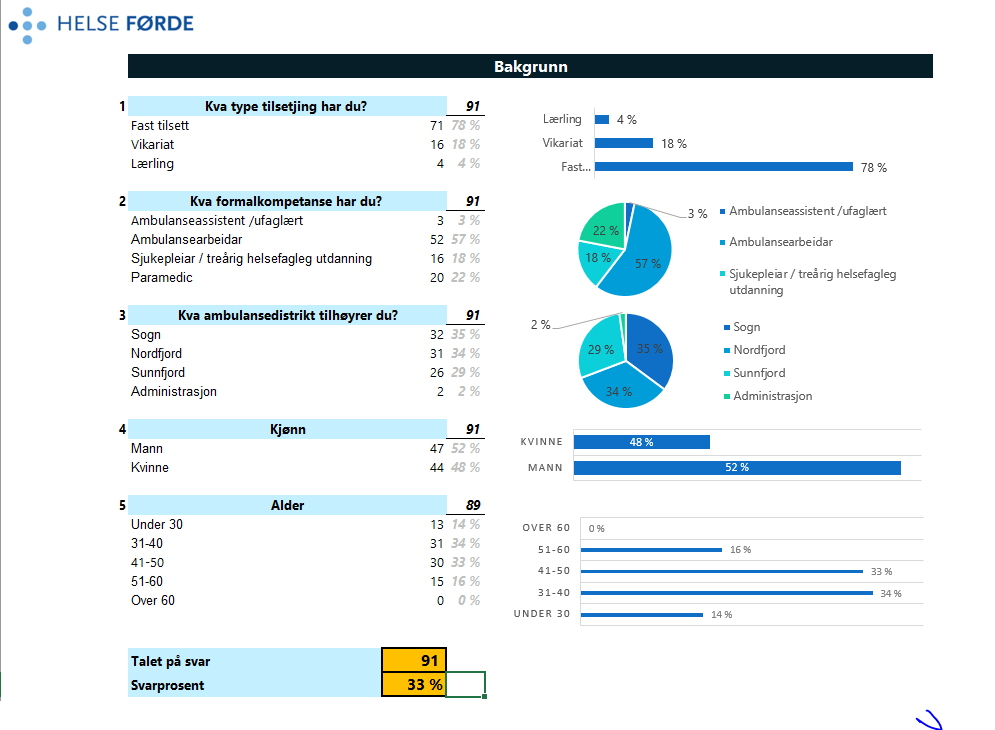 HELSE FØRDE
Bakgrunn
1 Kva type tilsetjing har du? 91
Fast tilsett 71 78 %
Vikariat 16 18 %
Lærling 4 4 %
Lærling 4 %
Vikariat 18 %
Fast... 78 %
2 Kva formalkompetanse har du? 91
Ambulanseassistent /ufaglært 3 3 %
Ambulansearbeidar 52 57 %
Sjukepleiar / treårig helsefagleg utdanning 16 18 %
Paramedic 20 22 %
3 %
22 %
18 %
57 %
Ambulanseassistent /ufaglært
Ambulansearbeidar
Sjukepleiar / treårig helsefagleg
utdanning
3 Kva ambulansedistrikt tilhøyrer du? 91
Sogn 32 35 %
Nordfjord 31 34 %
Sunnfjord 26 29 %
Administrasjon 2 2 %
2 %
29 %
35 %
34 %
Sogn
Nordfjord
Sunnfjord
Administrasjon
4 Kjønn 91
Mann 47 52 %
Kvinne 44 48 %
KVINNE 48 %
MANN 52 %
5 Alder 89
Under 30 13 14 %
31-40 31 34 %
41-50 30 33 %
51-60 15 16 %
Over 60 0 0 %
OVER 60 0 %
51-60 16 %
41-50 33 %
31-40 34 %
UNDER 30 14 %
Talet på svar 91
Svarprosent 33 %